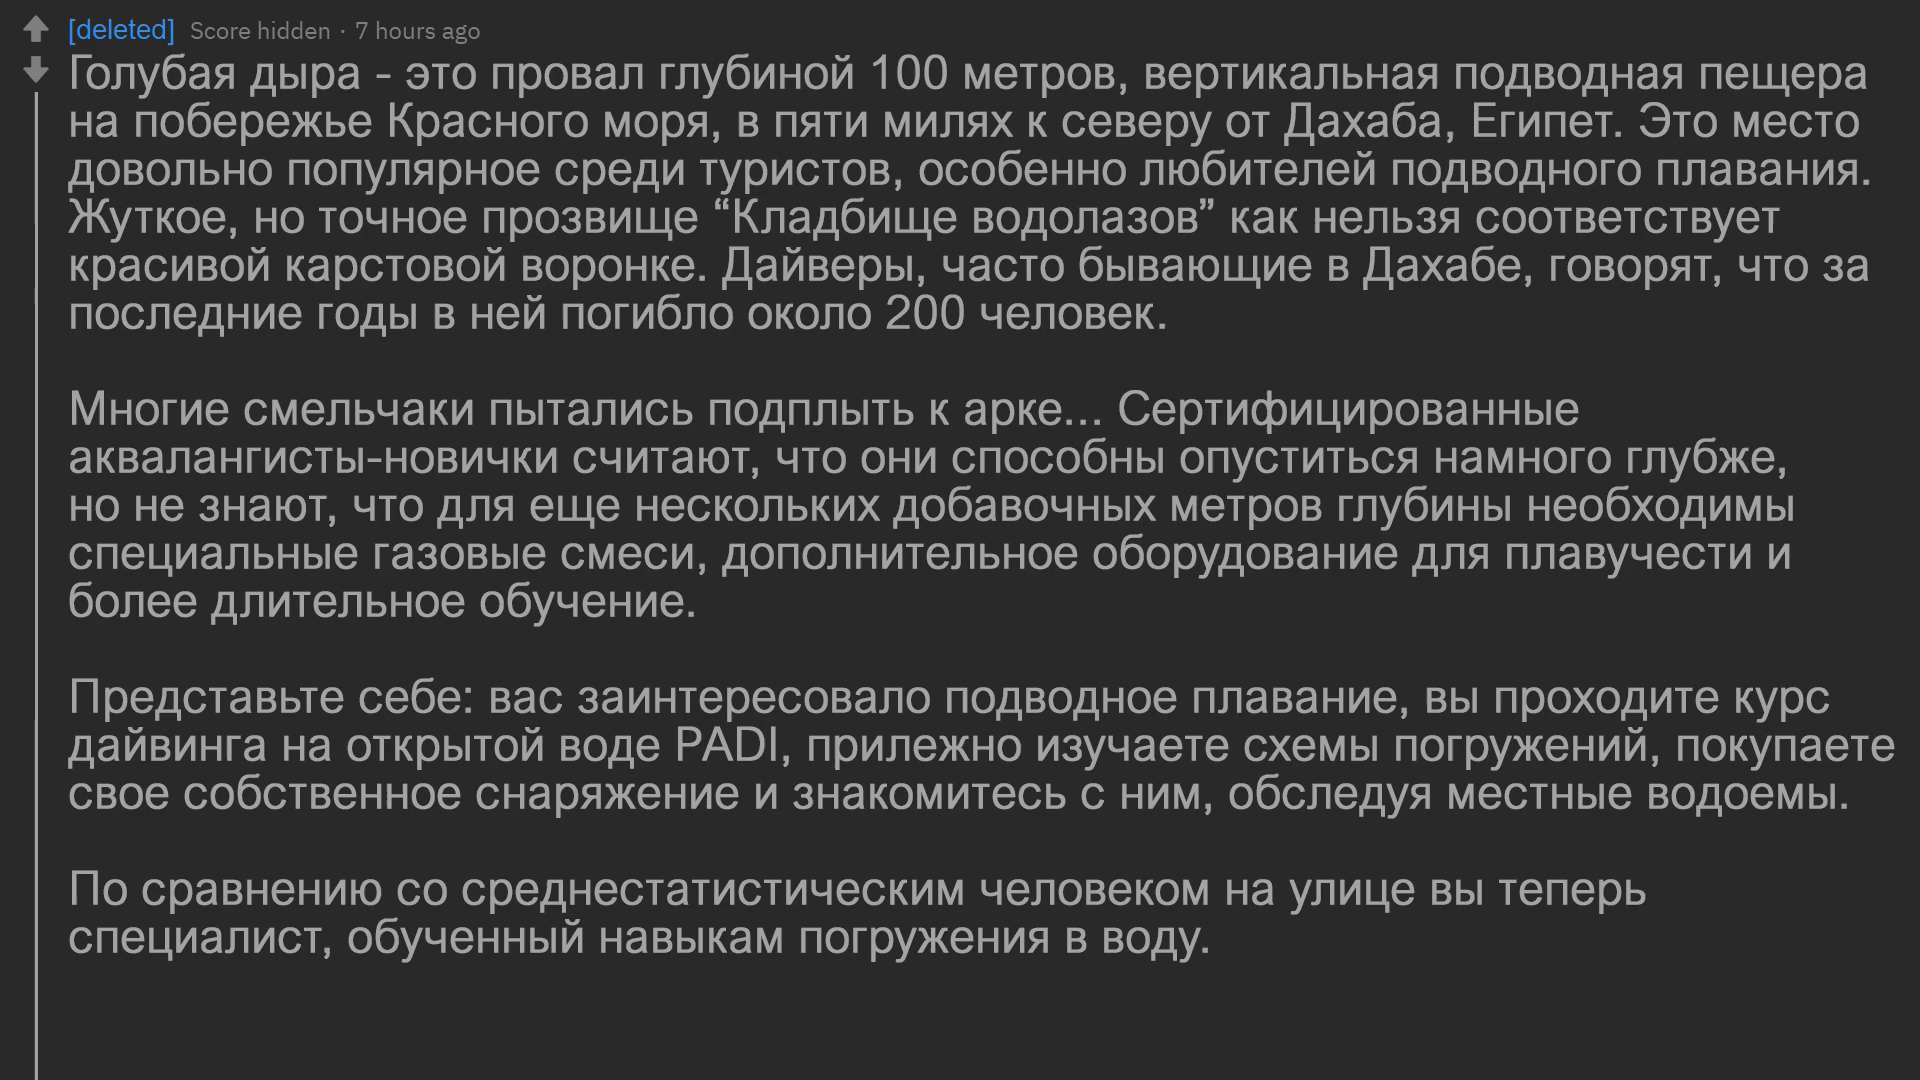 [deleted] Score hidden · 7 hours ago
Голубая дыра - это провал глубиной 100 метров, вертикальная подводная пещера
на побережье Красного моря, в пяти милях к северу от Дахаба, Египет. Это место
довольно популярное среди туристов, особенно любителей подводного плавания.
Жуткое, но точное прозвище “Кладбище водолазов” как нельзя соответствует
красивой карстовой воронке. Дайверы, часто бывающие в Дахабе, говорят, что за
последние годы в ней погибло около 200 человек.
Многие смельчаки пытались подплыть к арке... Сертифицированные
аквалангисты-новички считают, что они способны опуститься намного глубже,
но не знают, что для еще нескольких добавочных метров глубины необходимы
специальные газовые смеси, дополнительное оборудование для плавучести и
более длительное обучение.
Представьте себе: вас заинтересовало подводное плавание, вы проходите курс
дайвинга на открытой воде PADI, прилежно изучаете схемы погружений, покупаете
свое собственное снаряжение и знакомитесь с ним, обследуя местные водоемы.
По сравнению со среднестатистическим человеком на улице вы теперь
специалист, обученный навыкам погружения в воду.